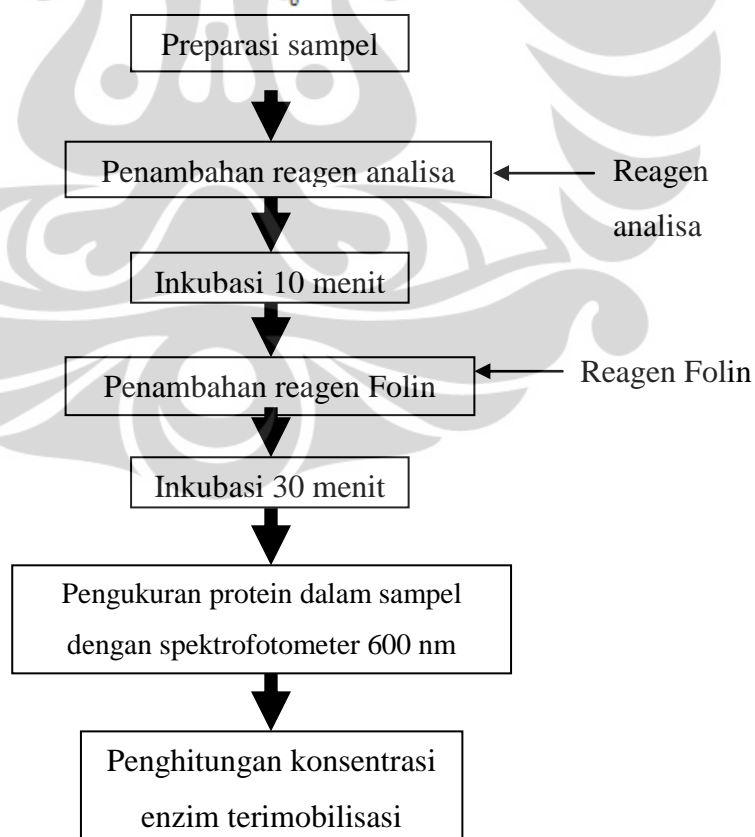 Preparasi sampel
Penambahan reagen analisa
Reagen
analisa
Inkubasi 10 menit
Penambahan reagen Folin
Reagen Folin
Inkubasi 30 menit
Pengukuran protein dalam sampel
dengan spektrofotometer 600 nm
Penghitungan konsentrasi
enzim terimobilisasi